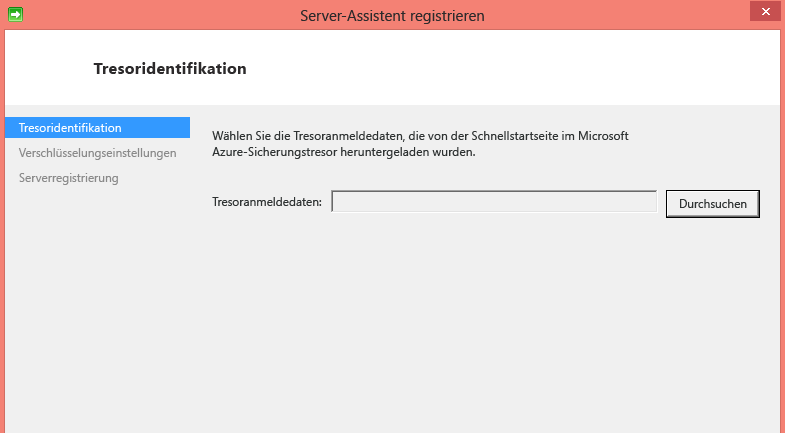 Server-Assistent registrieren
Tresoridentifikation
Tresoridentifikation
Verschlüsselungseinstellungen
Serverregistrierung
Wählen Sie die Tresoranmeldedaten, die von der Schnellstartseite im Microsoft
Azure-Sicherungstresor heruntergeladen wurden.
Tresoranmeldedaten:
Durchsuchen